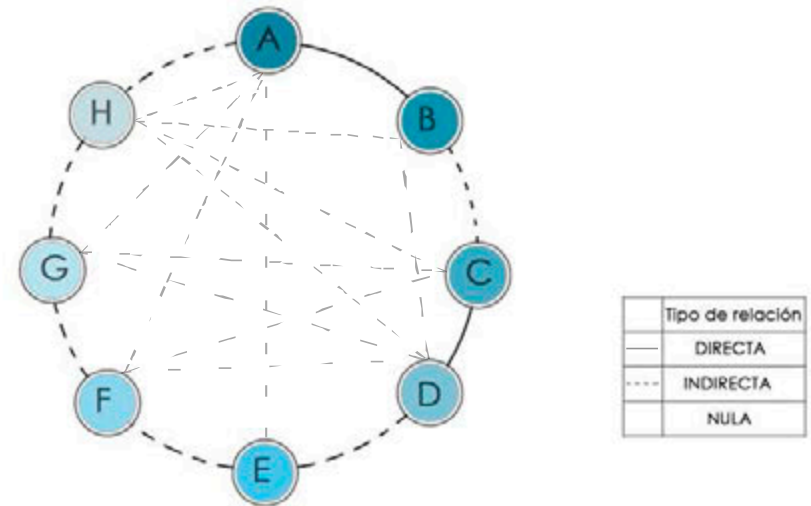 A
H
B
G
C
F
D
E
Tipo de relación
DIRECTA
INDIRECTA
NULA